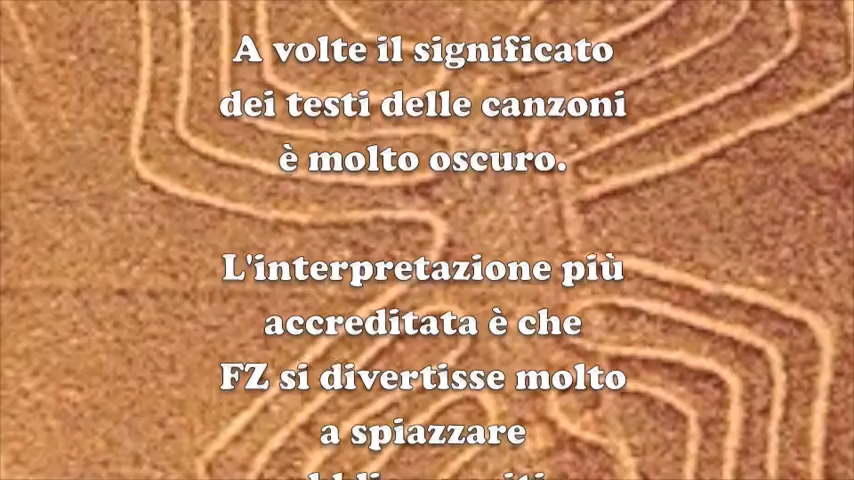 A volte il significato
dei testi delle canzoni
è molto oscuro.
L'interpretazione più
accreditata è che
FZ si divertisse molto
a spiazzare